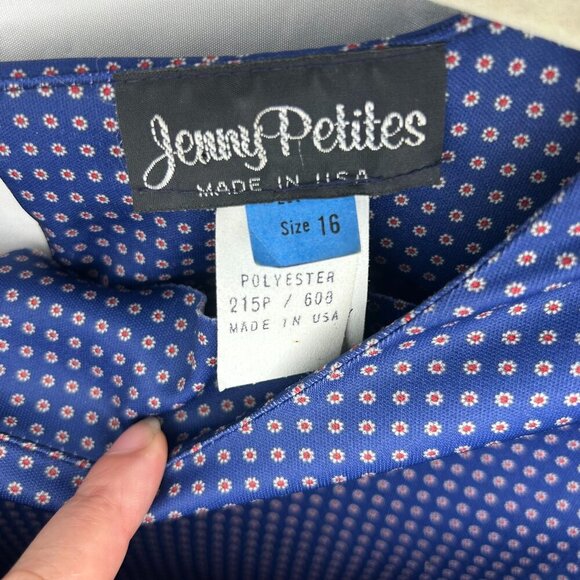 Jenny Petites
MADE IN USA
Size 16
POLYESTER
215P / 608
MADE IN USA